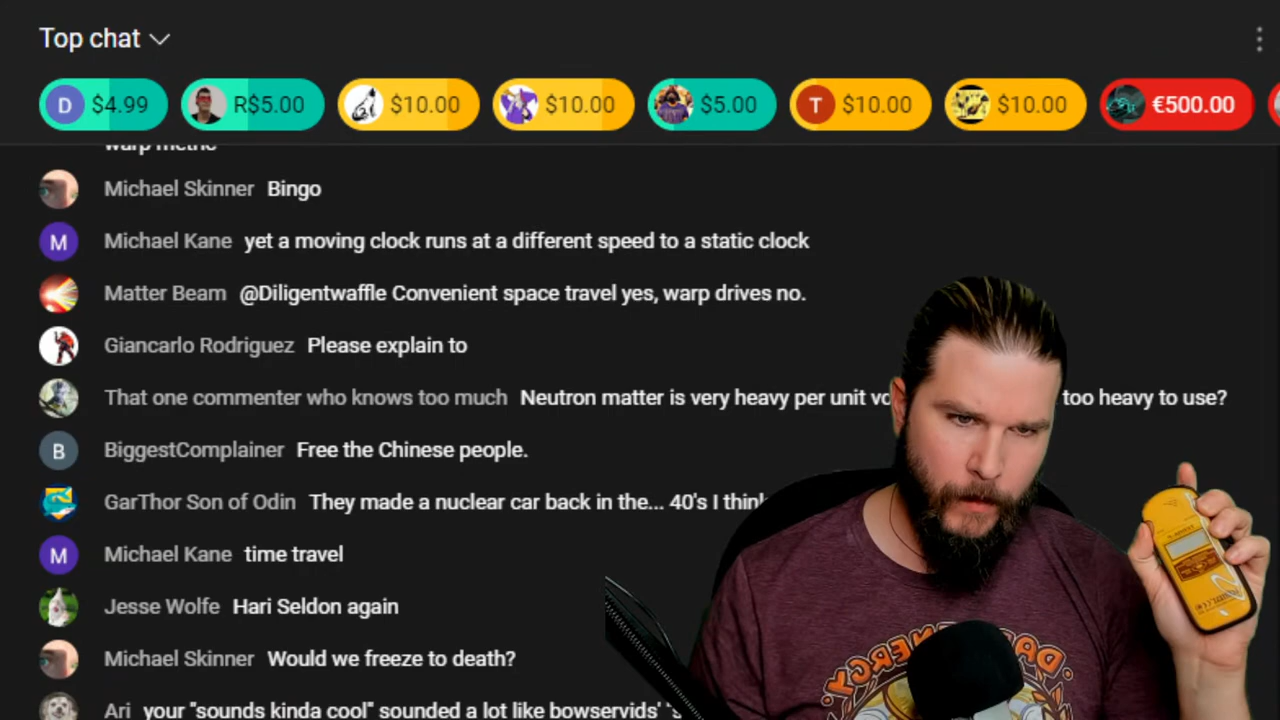 Top chat
D $4.99 R$5.00 $10.00 $10.00 $5.00 T $10.00 $10.00 €500.00
warp metric
Michael Skinner Bingo
M Michael Kane yet a moving clock runs at a different speed to a static clock
Matter Beam @Diligentwaffle Convenient space travel yes, warp drives no.
Giancarlo Rodriguez Please explain to
That one commenter who knows too much Neutron matter is very heavy per unit too heavy to use?
B BiggestComplainer Free the Chinese people.
GarThor Son of Odin They made a nuclear car back in the... 40's I think
M Michael Kane time travel
Jesse Wolfe Hari Seldon again
Michael Skinner Would we freeze to death?
Ari your "sounds kinda cool" sounded a lot like bowservids'